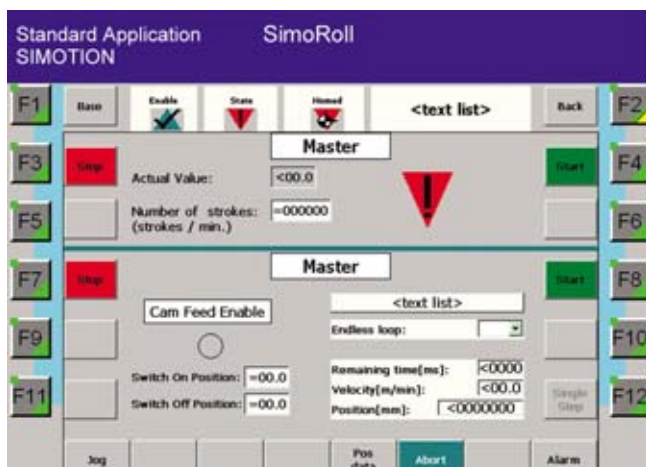 Standard Application SimoRoll
SIMOTION
F1 Base Enable State Homed <text list> Back F2
Master
F3 Stop Start F4
Actual Value: <00.0
F5 Number of strokes: =000000 F6
(strokes / min.)
Master
F7 Stop Start F8
Cam Feed Enable <text list>
F9 Endless loop: F10
Switch On Position: =00.0 Remaining time[ms]: <0000
Velocity[m/min]: <00.0
F11 Switch Off Position: =00.0 Position[mm]: <0000000 Single F12
Step
Jog Pos Abort Alarm
data